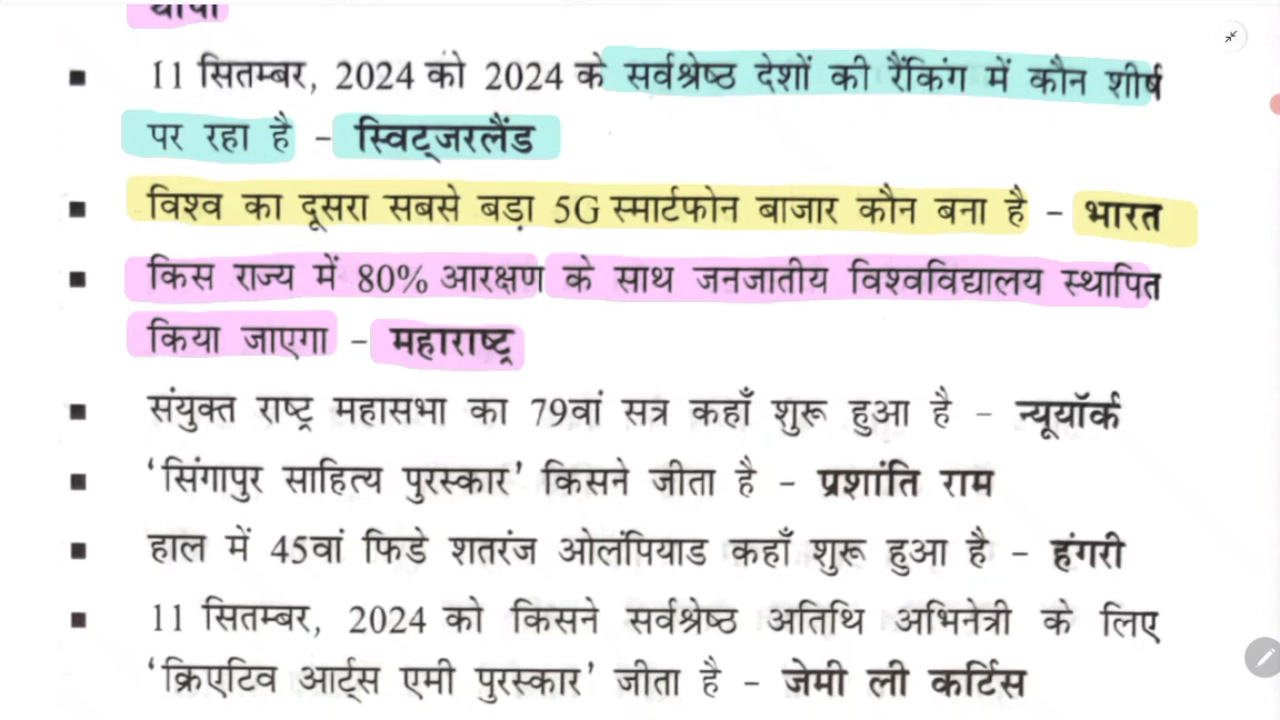 थापा
■ 11 सितम्बर, 2024 को 2024 के सर्वश्रेष्ठ देशों की रैंकिंग में कौन शीर्ष
पर रहा है – स्विट्जरलैंड
■ विश्व का दूसरा सबसे बड़ा 5G स्मार्टफोन बाजार कौन बना है – भारत
■ किस राज्य में 80% आरक्षण के साथ जनजातीय विश्वविद्यालय स्थापित
किया जाएगा – महाराष्ट्र
■ संयुक्त राष्ट्र महासभा का 79वां सत्र कहाँ शुरू हुआ है – न्यूयॉर्क
■ ‘सिंगापुर साहित्य पुरस्कार’ किसने जीता है – प्रशांति राम
■ हाल में 45वां फिडे शतरंज ओलंपियाड कहाँ शुरू हुआ है – हंगरी
■ 11 सितम्बर, 2024 को किसने सर्वश्रेष्ठ अतिथि अभिनेत्री के लिए
‘क्रिएटिव आर्ट्स एमी पुरस्कार’ जीता है – जेमी ली कर्टिस